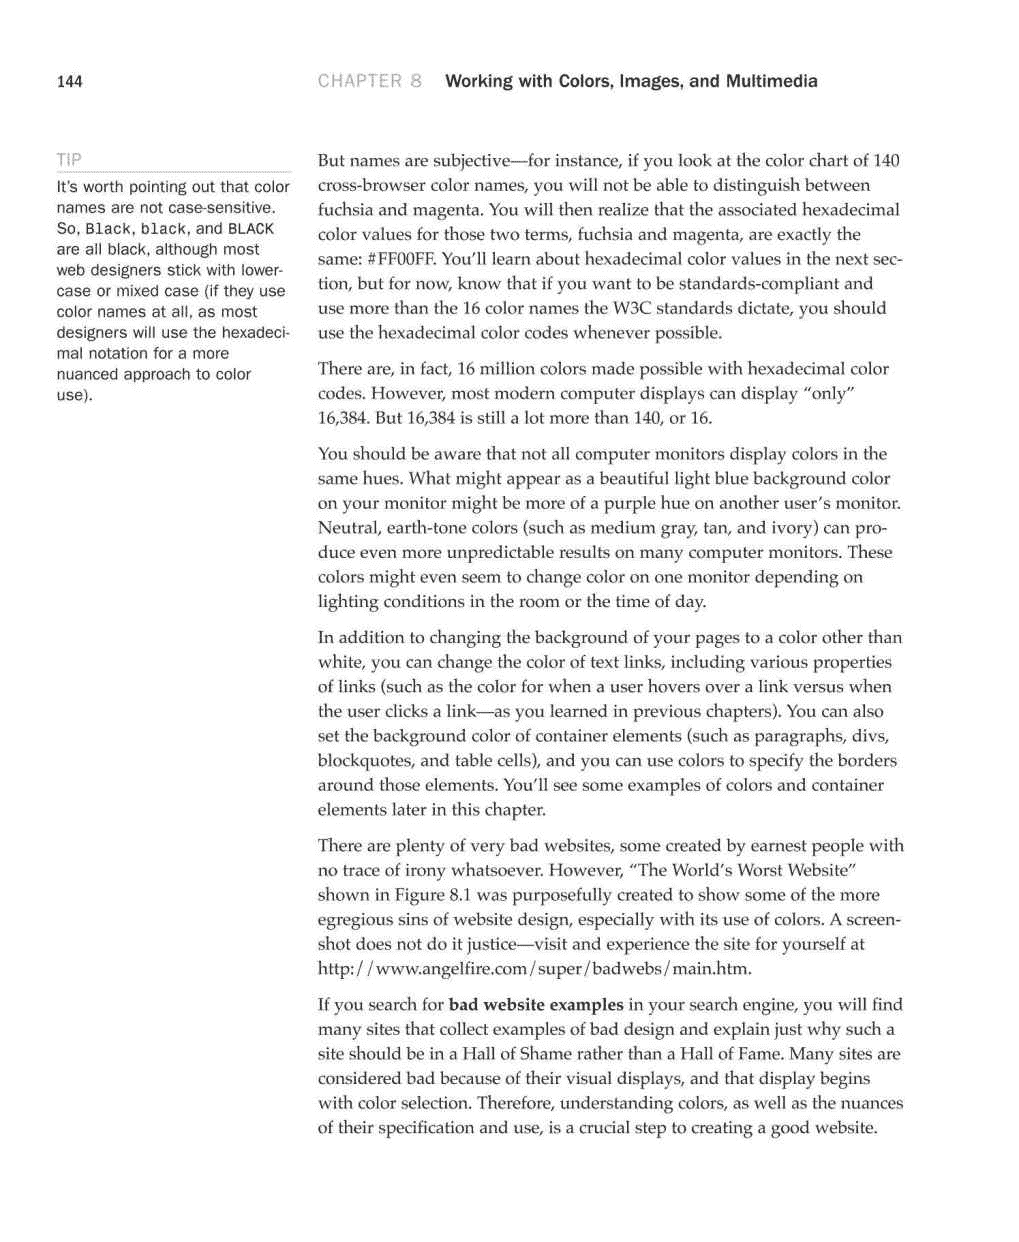 144
CHAPTER 8 Working with Colors, Images, and Multimedia
TIP
It's worth pointing out that color
names are not case-sensitive.
So, Black, black, and BLACK
are all black, although most
web designers stick with lower-
case or mixed case (if they use
color names at all, as most
designers will use the hexadeci-
mal notation for a more
nuanced approach to color
use).
But names are subjective—for instance, if you look at the color chart of 140
cross-browser color names, you will not be able to distinguish between
fuchsia and magenta. You will then realize that the associated hexadecimal
color values for those two terms, fuchsia and magenta, are exactly the
same: #FF00FF. You'll learn about hexadecimal color values in the next sec-
tion, but for now, know that if you want to be standards-compliant and
use more than the 16 color names the W3C standards dictate, you should
use the hexadecimal color codes whenever possible.
There are, in fact, 16 million colors made possible with hexadecimal color
codes. However, most modern computer displays can display "only"
16,384. But 16,384 is still a lot more than 140, or 16.
You should be aware that not all computer monitors display colors in the
same hues. What might appear as a beautiful light blue background color
on your monitor might be more of a purple hue on another user's monitor.
Neutral, earth-tone colors (such as medium gray, tan, and ivory) can pro-
duce even more unpredictable results on many computer monitors. These
colors might even seem to change color on one monitor depending on
lighting conditions in the room or the time of day.
In addition to changing the background of your pages to a color other than
white, you can change the color of text links, including various properties
of links (such as the color for when a user hovers over a link versus when
the user clicks a link—as you learned in previous chapters). You can also
set the background color of container elements (such as paragraphs, divs,
blockquotes, and table cells), and you can use colors to specify the borders
around those elements. You'll see some examples of colors and container
elements later in this chapter.
There are plenty of very bad websites, some created by earnest people with
no trace of irony whatsoever. However, "The World's Worst Website"
shown in Figure 8.1 was purposefully created to show some of the more
egregious sins of website design, especially with its use of colors. A screen-
shot does not do it justice—visit and experience the site for yourself at
http://www.angelfire.com/super/badwebs/main.htm.
If you search for bad website examples in your search engine, you will find
many sites that collect examples of bad design and explain just why such a
site should be in a Hall of Shame rather than a Hall of Fame. Many sites are
considered bad because of their visual displays, and that display begins
with color selection. Therefore, understanding colors, as well as the nuances
of their specification and use, is a crucial step to creating a good website.